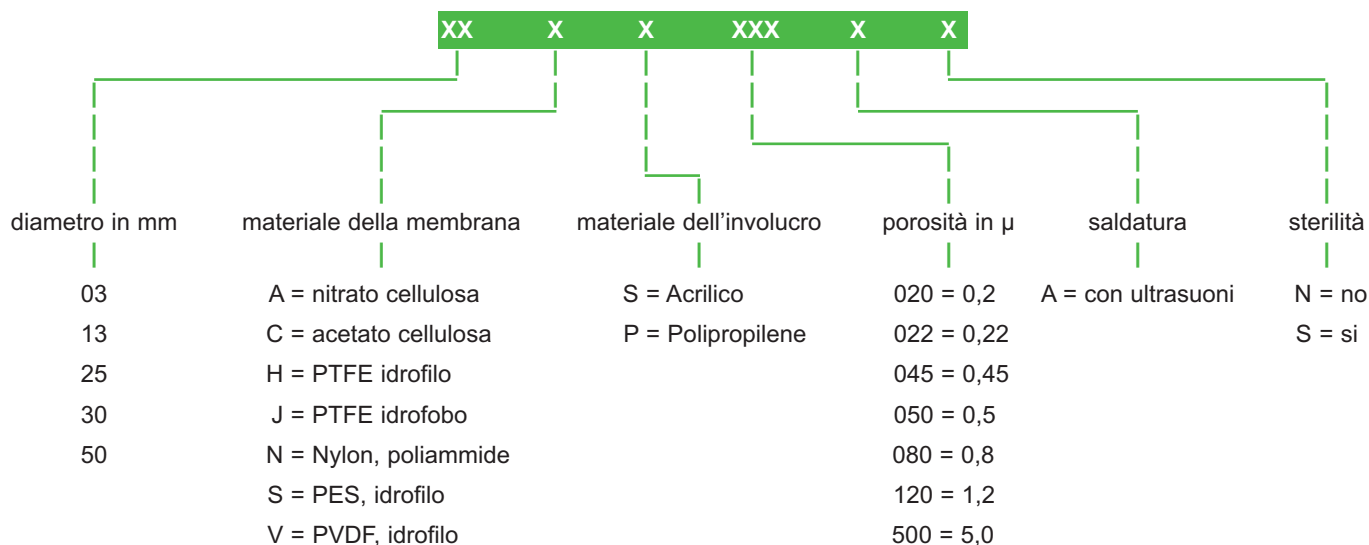 XX X X XXX X X
diametro in mm materiale della membrana materiale dell'involucro porosità in µ saldatura sterilità
03 A = nitrato cellulosa S = Acrilico 020 = 0,2 A = con ultrasuoni N = no
13 C = acetato cellulosa P = Polipropilene 022 = 0,22 S = si
25 H = PTFE idrofilo 045 = 0,45
30 J = PTFE idrofobo 050 = 0,5
50 N = Nylon, poliammide 080 = 0,8
S = PES, idrofilo 120 = 1,2
V = PVDF, idrofilo 500 = 5,0